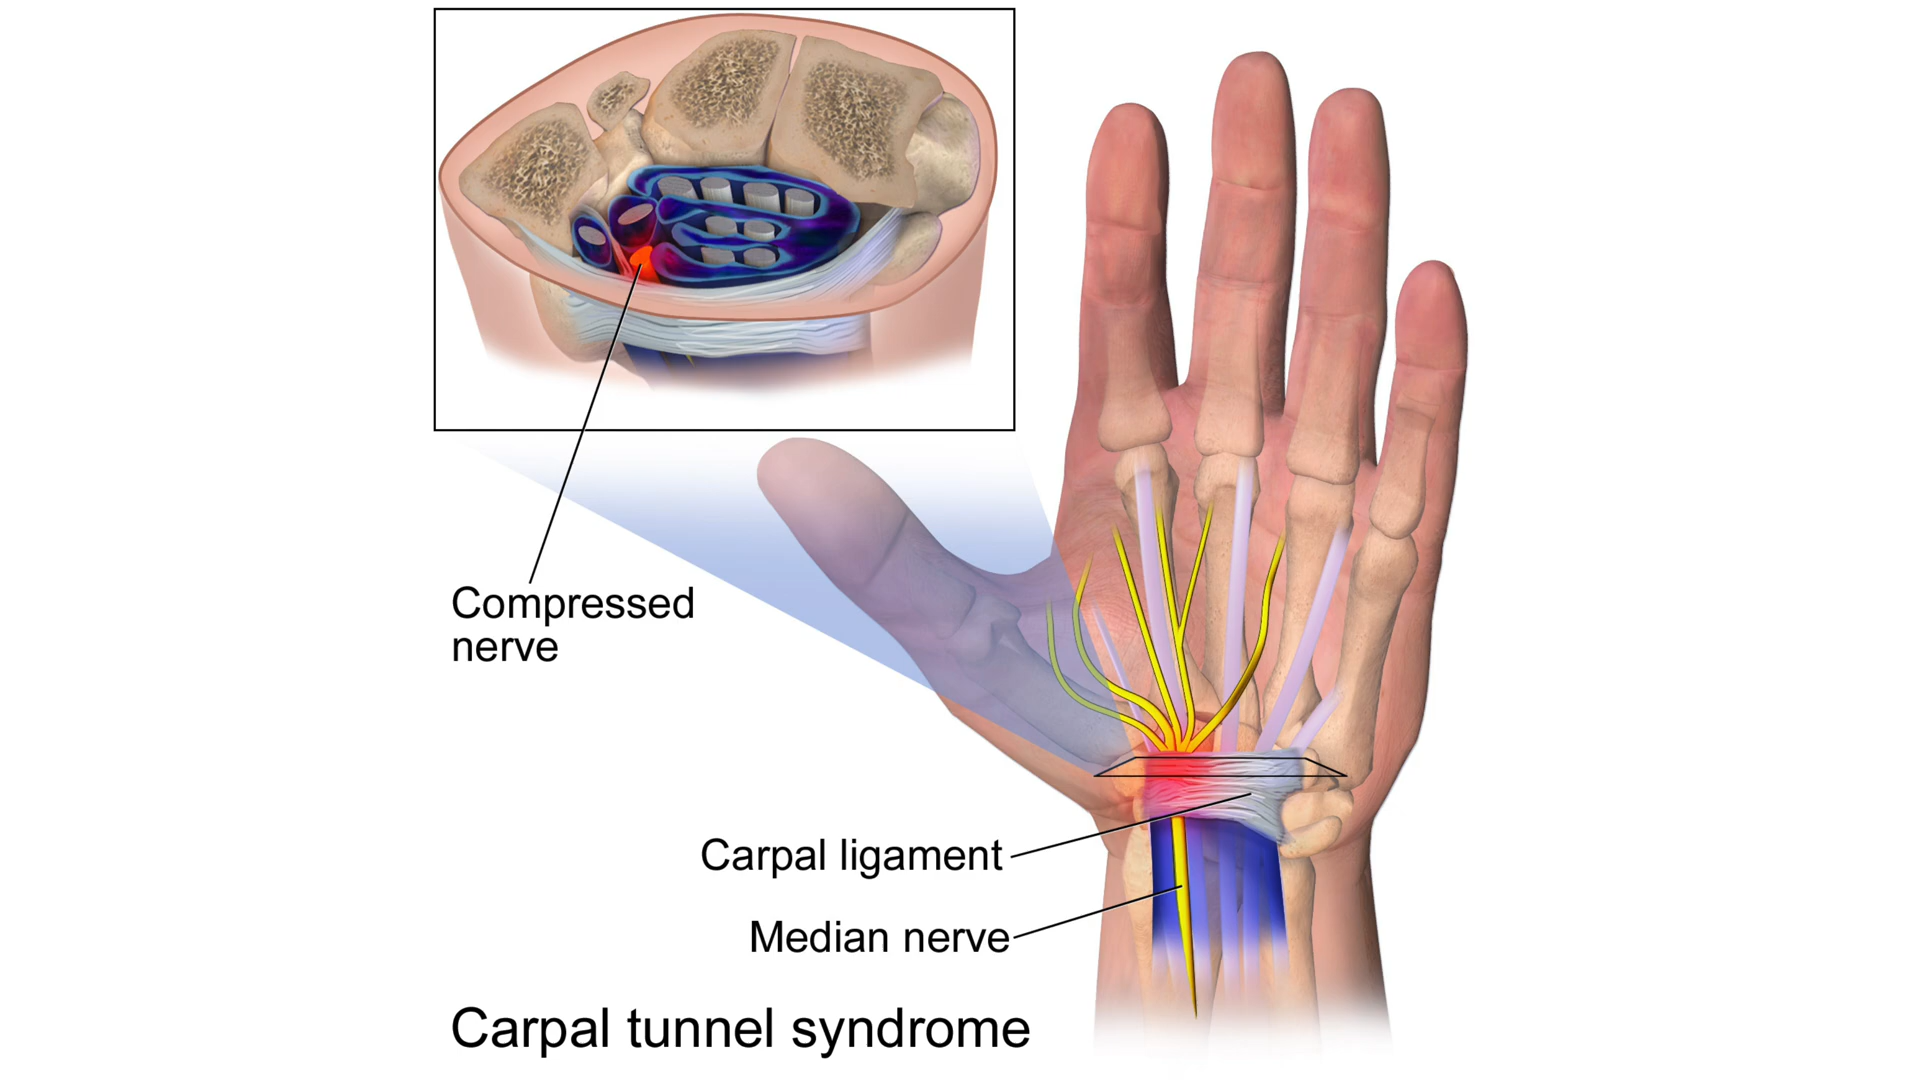 Compressed
nerve
Carpal ligament
Median nerve
Carpal tunnel syndrome